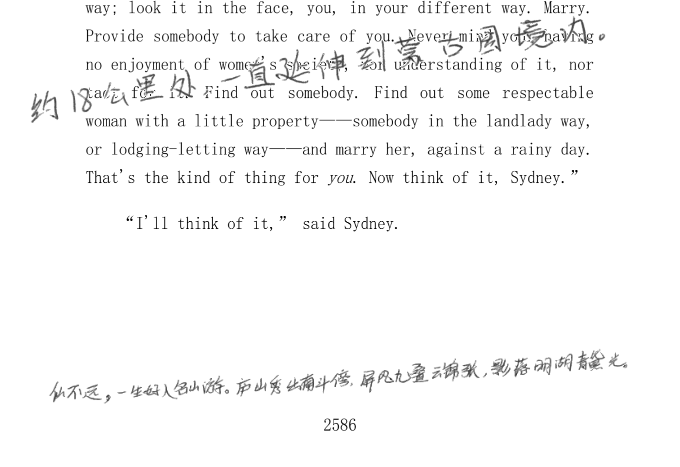 way; look it in the face, you, in your different way. Marry.
Provide somebody to take care of you. Never mind your having
no enjoyment of women's society, nor understanding of it, nor
tact for it. Find out somebody. Find out some respectable
约18公里处一直延伸到蒙古国境内。
woman with a little property——somebody in the landlady way,
or lodging-letting way——and marry her, against a rainy day.
That's the kind of thing for you. Now think of it, Sydney.”
“I'll think of it,” said Sydney.
仙不远，一生好入名山游。庐山秀出南斗傍，屏风九叠云锦张，影落明湖青黛光。
2586